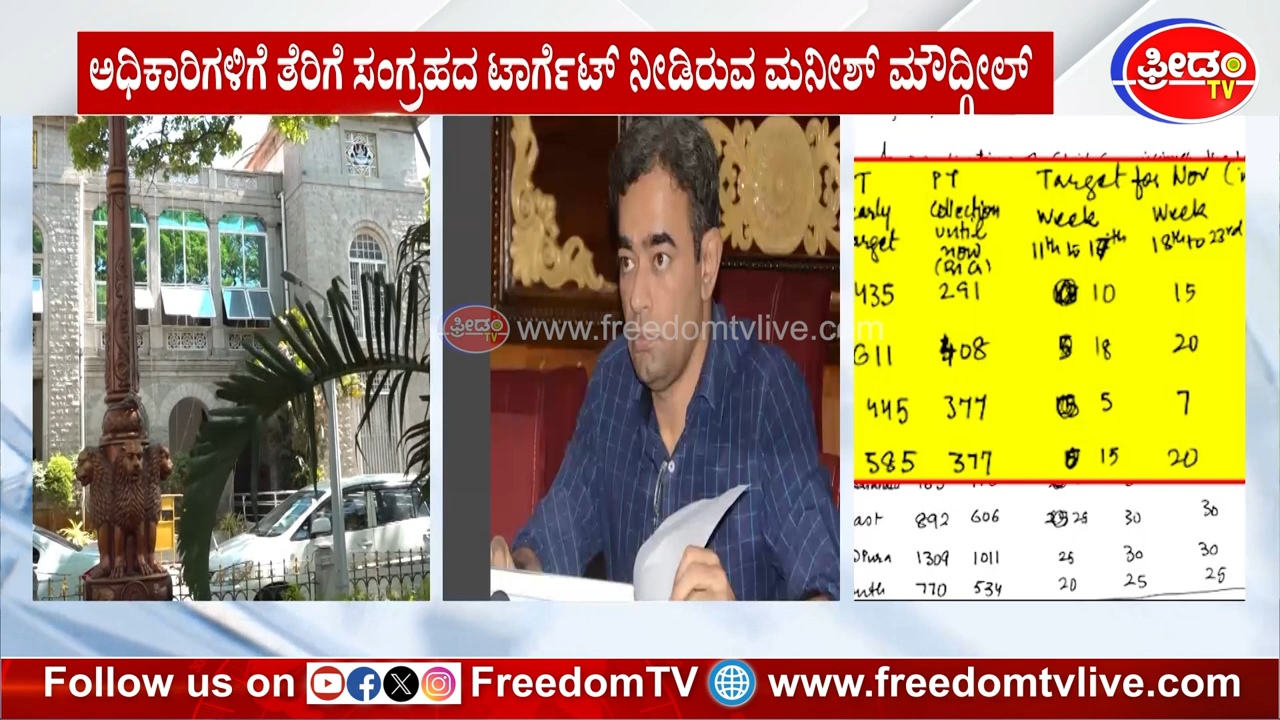 ಅಧಿಕಾರಿಗಳಿಗೆ ತೆರಿಗೆ ಸಂಗ್ರಹದ ಟಾರ್ಗೆಟ್ ನೀಡಿರುವ ಮನೀಶ್ ಮೌದ್ಗೀಲ್
ಫ್ರೀಡಂ
TV
PT Target for Nov
Collection Week Week
until
now 11th to 17th 18th to 23rd
435 291 10 15
611 408 18 20
445 377 5 7
585 377 15 20
892 606 25 30 30
1309 1011 25 30 30
770 534 20 25 25
ಫ್ರೀಡಂ
TV
www.freedomtvlive.com
Follow us on FreedomTV www.freedomtvlive.com